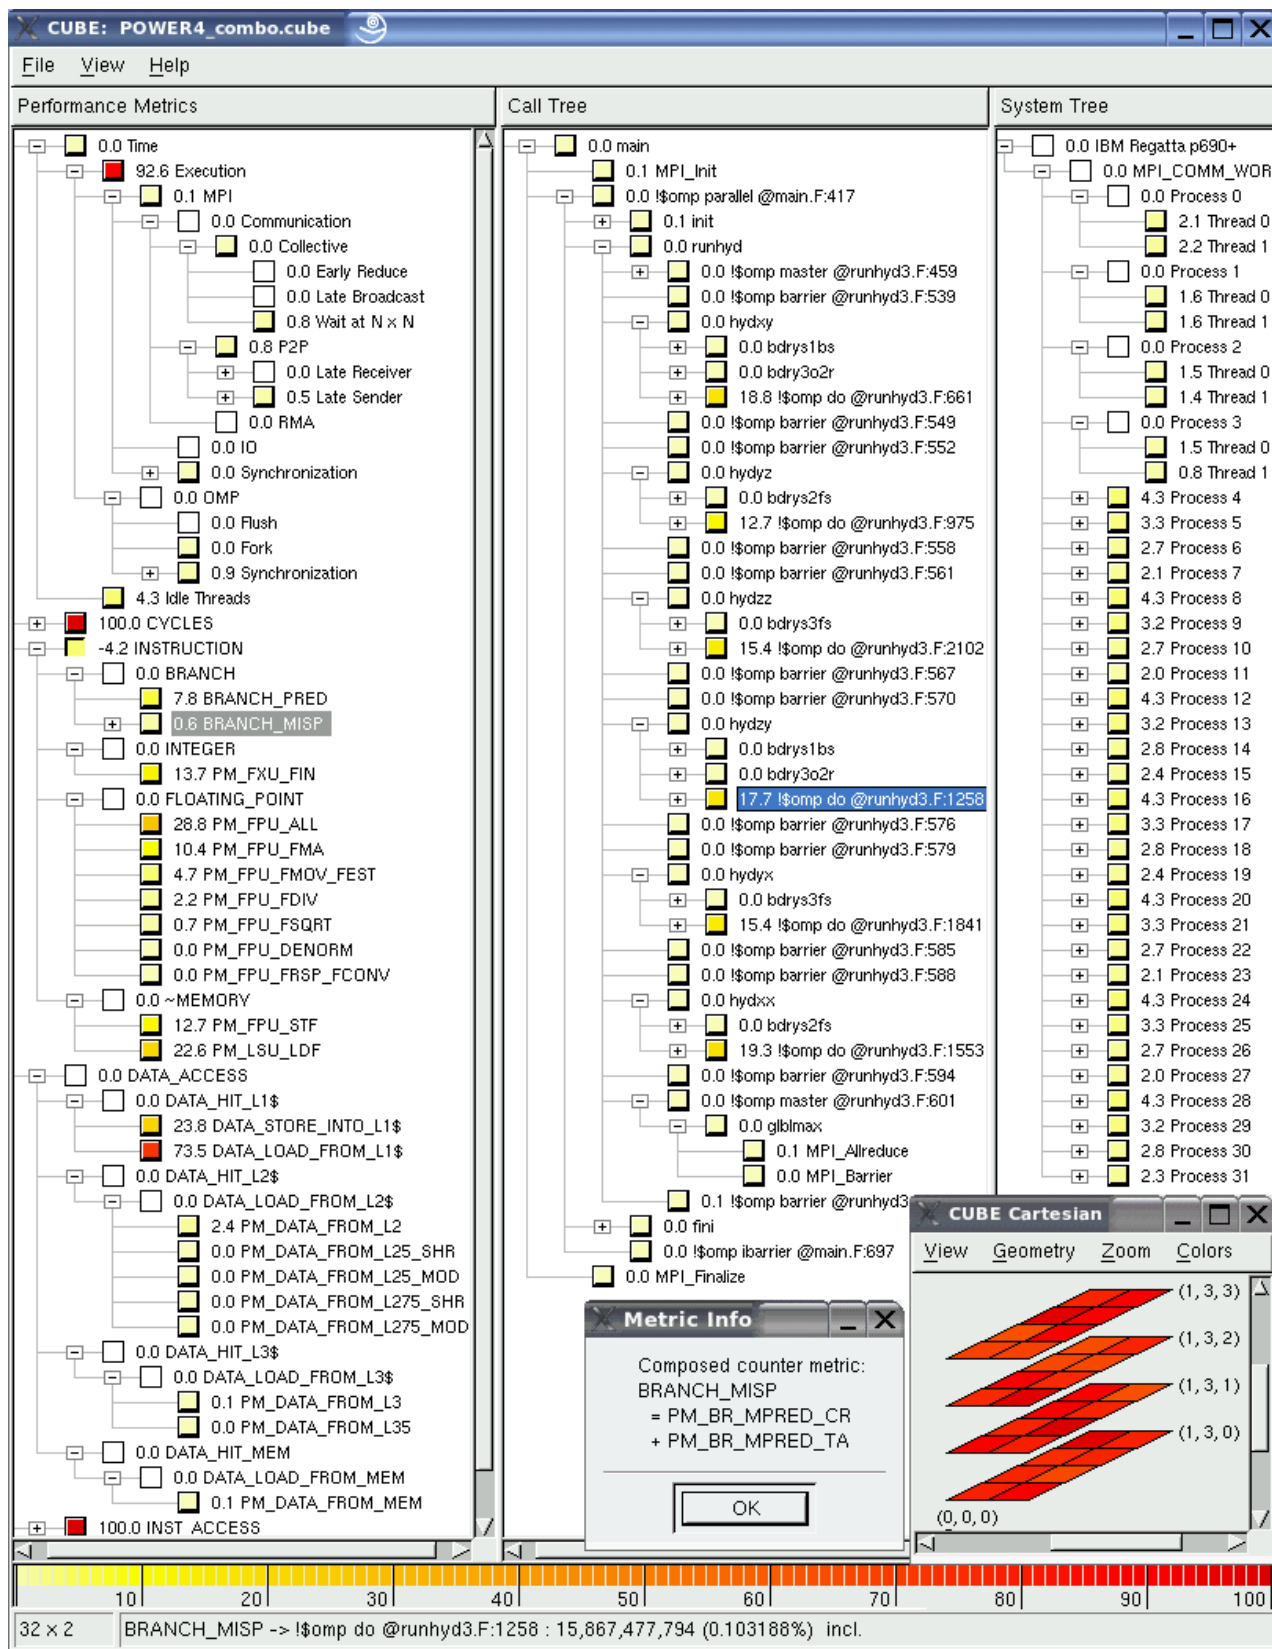 CUBE: POWER4_combo.cube
File View Help
Performance Metrics
0.0 Time
92.6 Execution
0.1 MPI
0.0 Communication
0.0 Collective
0.0 Early Reduce
0.0 Late Broadcast
0.8 Wait at N x N
0.8 P2P
0.0 Late Receiver
0.5 Late Sender
0.0 RMA
0.0 IO
0.0 Synchronization
0.0 OMP
0.0 Flush
0.0 Fork
0.9 Synchronization
4.3 Idle Threads
100.0 CYCLES
-4.2 INSTRUCTION
0.0 BRANCH
7.8 BRANCH_PRED
0.6 BRANCH_MISP
0.0 INTEGER
13.7 PM_FXU_FIN
0.0 FLOATING_POINT
28.8 PM_FPU_ALL
10.4 PM_FPU_FMA
4.7 PM_FPU_FMOV_FEST
2.2 PM_FPU_FDIV
0.7 PM_FPU_FSQRT
0.0 PM_FPU_DENORM
0.0 PM_FPU_FRSP_FCONV
0.0 ~MEMORY
12.7 PM_FPU_STF
22.6 PM_LSU_LDF
0.0 DATA_ACCESS
0.0 DATA_HIT_L1$
23.8 DATA_STORE_INTO_L1$
73.5 DATA_LOAD_FROM_L1$
0.0 DATA_HIT_L2$
0.0 DATA_LOAD_FROM_L2$
2.4 PM_DATA_FROM_L2
0.0 PM_DATA_FROM_L25_SHR
0.0 PM_DATA_FROM_L25_MOD
0.0 PM_DATA_FROM_L275_SHR
0.0 PM_DATA_FROM_L275_MOD
0.0 DATA_HIT_L3$
0.0 DATA_LOAD_FROM_L3$
0.1 PM_DATA_FROM_L3
0.0 PM_DATA_FROM_L35
0.0 DATA_HIT_MEM
0.0 DATA_LOAD_FROM_MEM
0.1 PM_DATA_FROM_MEM
100.0 INST_ACCESS
Call Tree
0.0 main
0.1 MPI_Init
0.0 !$omp parallel @main.F:417
0.1 init
0.0 runhyd
0.0 !$omp master @runhyd3.F:459
0.0 !$omp barrier @runhyd3.F:539
0.0 hydxy
0.0 bdrys1bs
0.0 bdry3o2r
18.8 !$omp do @runhyd3.F:661
0.0 !$omp barrier @runhyd3.F:549
0.0 !$omp barrier @runhyd3.F:552
0.0 hydyz
0.0 bdrys2fs
12.7 !$omp do @runhyd3.F:975
0.0 !$omp barrier @runhyd3.F:558
0.0 !$omp barrier @runhyd3.F:561
0.0 hydzz
0.0 bdrys3fs
15.4 !$omp do @runhyd3.F:2102
0.0 !$omp barrier @runhyd3.F:567
0.0 !$omp barrier @runhyd3.F:570
0.0 hydzy
0.0 bdrys1bs
0.0 bdry3o2r
17.7 !$omp do @runhyd3.F:1258
0.0 !$omp barrier @runhyd3.F:576
0.0 !$omp barrier @runhyd3.F:579
0.0 hydyx
0.0 bdrys3fs
15.4 !$omp do @runhyd3.F:1841
0.0 !$omp barrier @runhyd3.F:585
0.0 !$omp barrier @runhyd3.F:588
0.0 hydxx
0.0 bdrys2fs
19.3 !$omp do @runhyd3.F:1553
0.0 !$omp barrier @runhyd3.F:594
0.0 !$omp master @runhyd3.F:601
0.0 glblmax
0.1 MPI_Allreduce
0.0 MPI_Barrier
0.1 !$omp barrier @runhyd3
0.0 fini
0.0 !$omp ibarrier @main.F:697
0.0 MPI_Finalize
System Tree
0.0 IBM Regatta p690+
0.0 MPI_COMM_WOR
0.0 Process 0
2.1 Thread 0
2.2 Thread 1
0.0 Process 1
1.6 Thread 0
1.6 Thread 1
0.0 Process 2
1.5 Thread 0
1.4 Thread 1
0.0 Process 3
1.5 Thread 0
0.8 Thread 1
4.3 Process 4
3.3 Process 5
2.7 Process 6
2.1 Process 7
4.3 Process 8
3.2 Process 9
2.7 Process 10
2.0 Process 11
4.3 Process 12
3.2 Process 13
2.8 Process 14
2.4 Process 15
4.3 Process 16
3.3 Process 17
2.8 Process 18
2.4 Process 19
4.3 Process 20
3.3 Process 21
2.7 Process 22
2.1 Process 23
4.3 Process 24
3.3 Process 25
2.7 Process 26
2.0 Process 27
4.3 Process 28
3.2 Process 29
2.8 Process 30
2.3 Process 31
CUBE Cartesian
View Geometry Zoom Colors
(1, 3, 3)
(1, 3, 2)
(1, 3, 1)
(1, 3, 0)
(0, 0, 0)
Metric Info
Composed counter metric:
BRANCH_MISP
= PM_BR_MPRED_CR
+ PM_BR_MPRED_TA
OK
10 20 30 40 50 60 70 80 90 100
32 x 2 BRANCH_MISP -> !$omp do @runhyd3.F:1258 : 15,867,477,794 (0.103188%) incl.